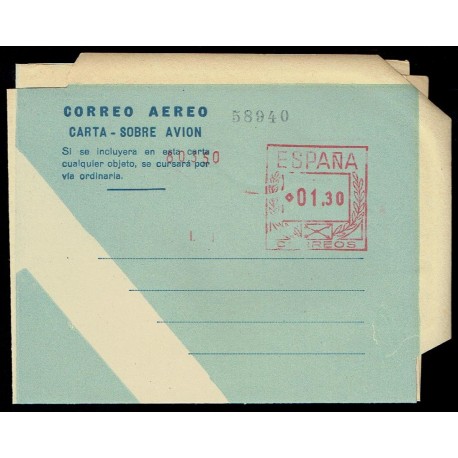 CORREO AEREO
58940
CARTA - SOBRE AVION
Si se incluyera en esta carta
cualquier objeto, se cursará por
vía ordinaria.
ESPAÑA
01,30
CORREOS